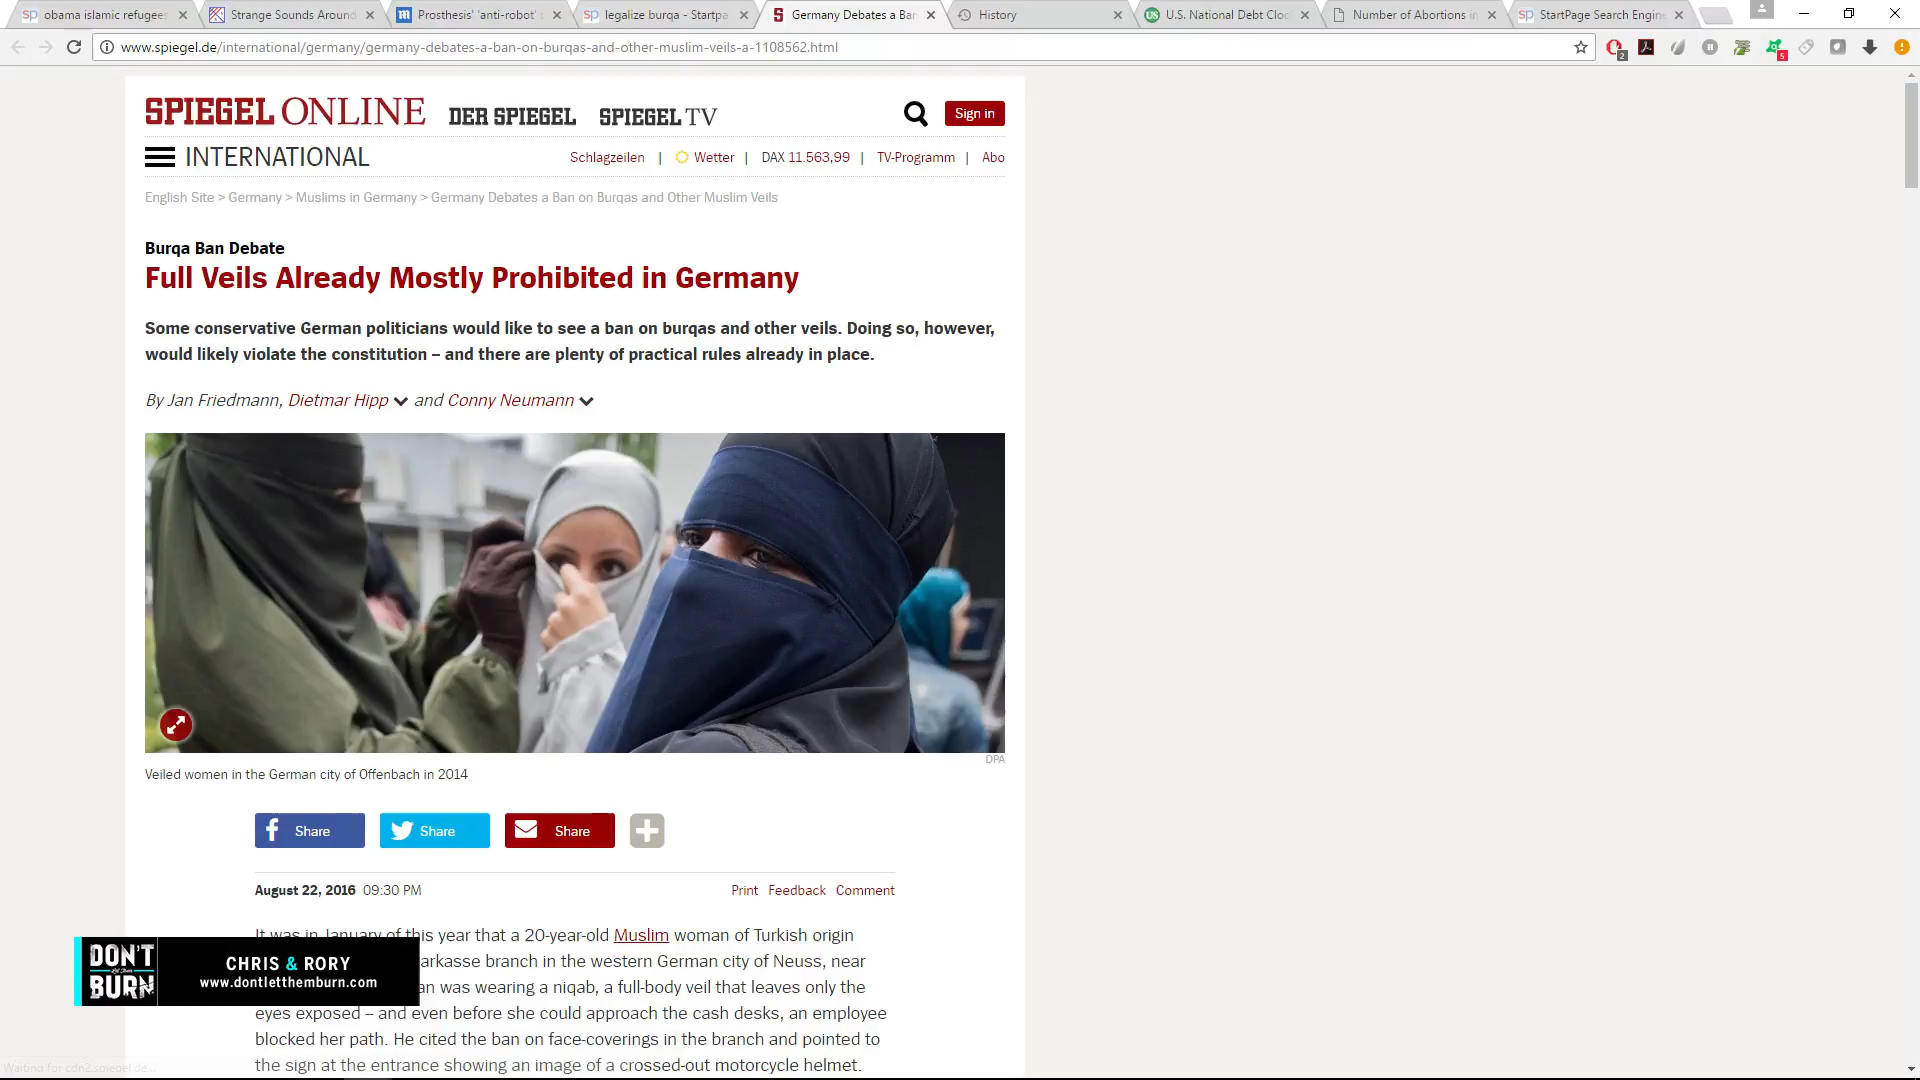 obama islamic refugees
Strange Sounds Around
Prosthesis' 'anti-robot'
legalize burqa - Startpa
Germany Debates a Ban
History
U.S. National Debt Cloc
Number of Abortions in
StartPage Search Engine
www.spiegel.de/international/germany/germany-debates-a-ban-on-burqas-and-other-muslim-veils-a-1108562.html
SPIEGEL ONLINE DER SPIEGEL SPIEGEL TV
Sign in
INTERNATIONAL
Schlagzeilen | Wetter | DAX 11.563,99 | TV-Programm | Abo
English Site > Germany > Muslims in Germany > Germany Debates a Ban on Burqas and Other Muslim Veils
Burqa Ban Debate
Full Veils Already Mostly Prohibited in Germany
Some conservative German politicians would like to see a ban on burqas and other veils. Doing so, however,
would likely violate the constitution – and there are plenty of practical rules already in place.
By Jan Friedmann, Dietmar Hipp and Conny Neumann
DPA
Veiled women in the German city of Offenbach in 2014
Share
Share
Share
August 22, 2016 09:30 PM
Print Feedback Comment
It was in January of this year that a 20-year-old Muslim woman of Turkish origin
arkasse branch in the western German city of Neuss, near
an was wearing a niqab, a full-body veil that leaves only the
eyes exposed – and even before she could approach the cash desks, an employee
blocked her path. He cited the ban on face-coverings in the branch and pointed to
the sign at the entrance showing an image of a crossed-out motorcycle helmet.
DON'T
Let Them
BURN
CHRIS & RORY
www.dontletthemburn.com
Waiting for cdn2.spiegel.de...